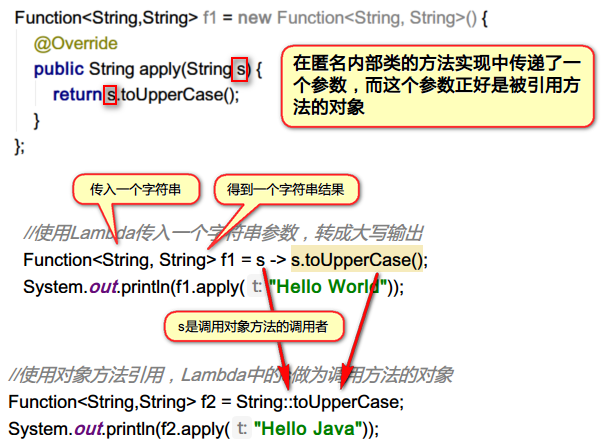 Function<String,String> f1 = new Function<String, String>() {
@Override
public String apply(String s) {
return s.toUpperCase();
}
};
在匿名内部类的方法实现中传递了一
个参数，而这个参数正好是被引用方
法的对象
传入一个字符串
得到一个字符串结果
//使用Lambda传入一个字符串参数，转成大写输出
Function<String, String> f1 = s -> s.toUpperCase();
System.out.println(f1.apply( t: "Hello World"));
s是调用对象方法的调用者
//使用对象方法引用，Lambda中的 做为调用方法的对象
Function<String,String> f2 = String::toUpperCase;
System.out.println(f2.apply( t: "Hello Java"));